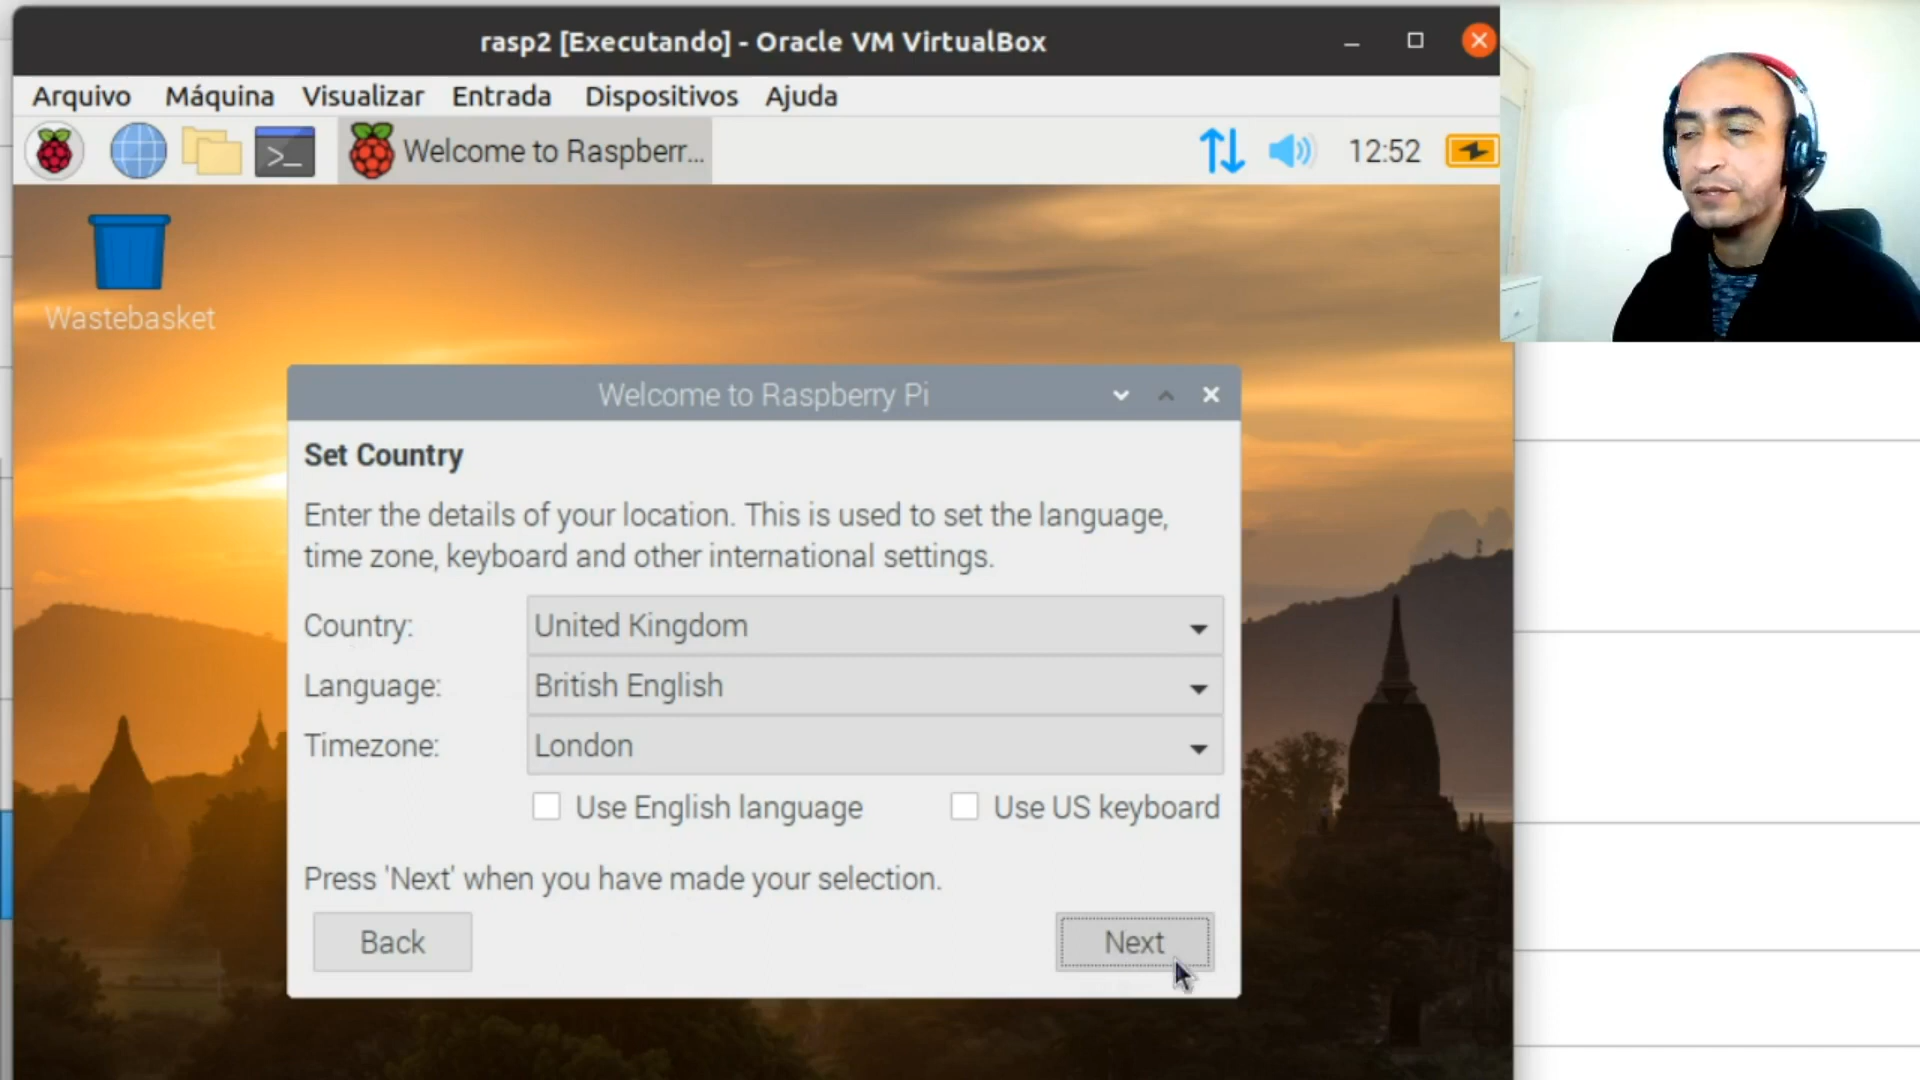 rasp2 [Executando] - Oracle VM VirtualBox
Arquivo Máquina Visualizar Entrada Dispositivos Ajuda
>_ Welcome to Raspberr... 12:52
Wastebasket
Welcome to Raspberry Pi
Set Country
Enter the details of your location. This is used to set the language,
time zone, keyboard and other international settings.
Country: United Kingdom
Language: British English
Timezone: London
Use English language Use US keyboard
Press 'Next' when you have made your selection.
Back Next